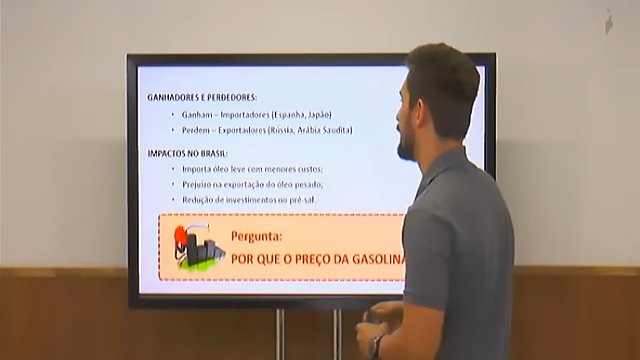 GANHADORES E PERDEDORES:
• Ganham – Importadores (Espanha, Japão)
• Perdem – Exportadores (Rússia, Arábia Saudita)
IMPACTOS NO BRASIL:
• Importa óleo leve com menores custos;
• Prejuízo na exportação do óleo pesado;
• Redução de investimentos no pré-sal.
Pergunta:
POR QUE O PREÇO DA GASOLINA